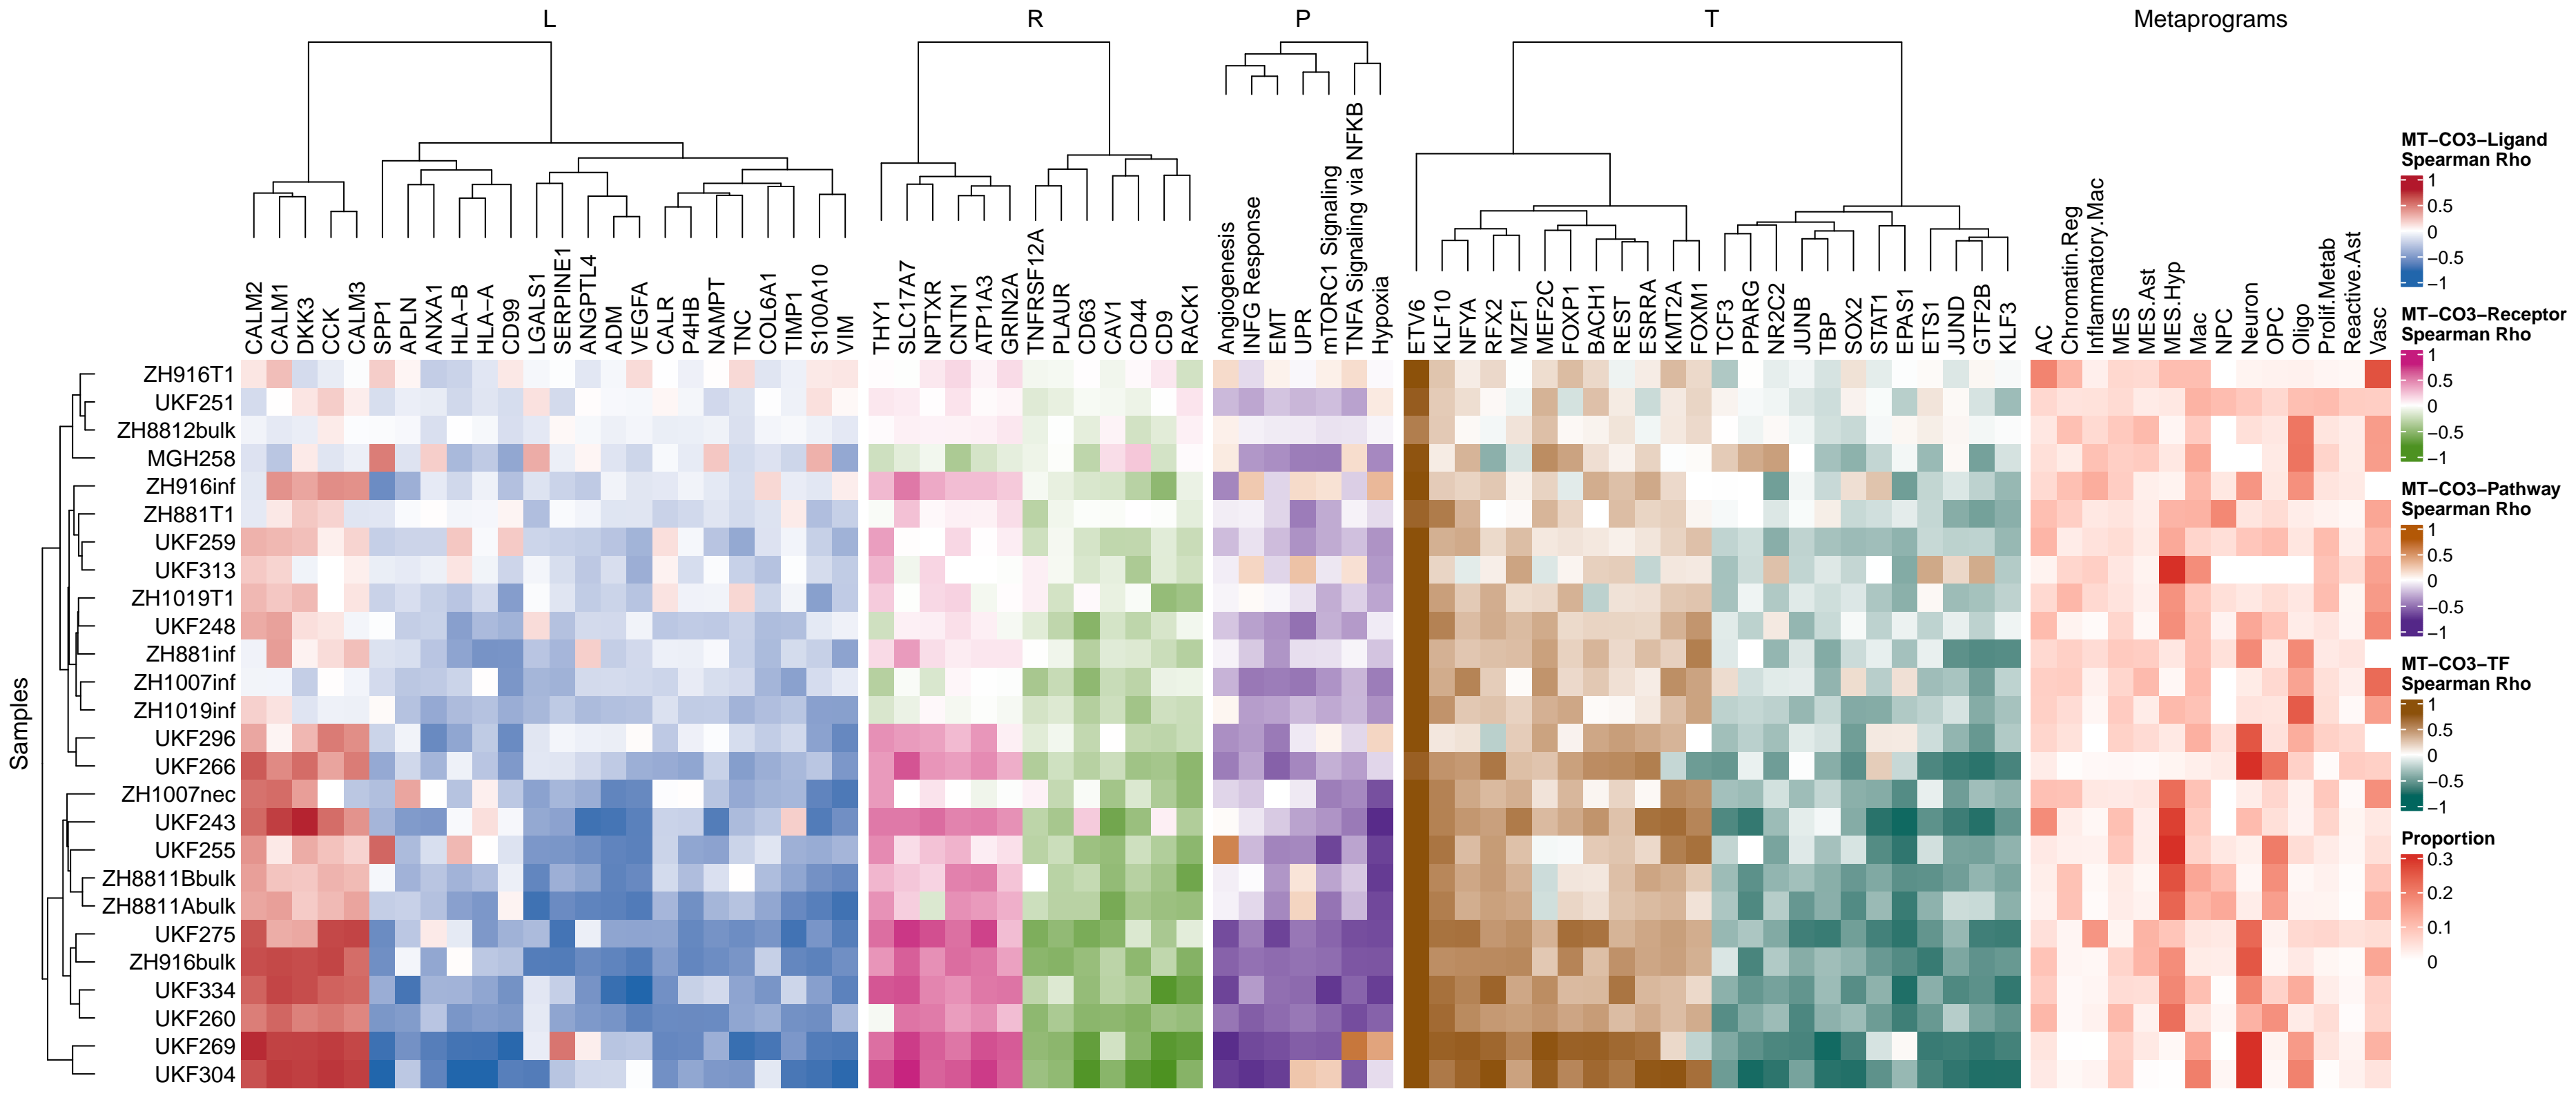 L
R
P
T
Metaprograms
CALM2
CALM1
DKK3
CCK
CALM3
SPP1
APLN
ANXA1
HLA−B
HLA−A
CD99
LGALS1
SERPINE1
ANGPTL4
ADM
VEGFA
CALR
P4HB
NAMPT
TNC
COL6A1
TIMP1
S100A10
VIM
THY1
SLC17A7
NPTXR
CNTN1
ATP1A3
GRIN2A
TNFRSF12A
PLAUR
CD63
CAV1
CD44
CD9
RACK1
Angiogenesis
INFG Response
EMT
UPR
mTORC1 Signaling
TNFA Signaling via NFKB
Hypoxia
ETV6
KLF10
NFYA
RFX2
MZF1
MEF2C
FOXP1
BACH1
REST
ESRRA
KMT2A
FOXM1
TCF3
PPARG
NR2C2
JUNB
TBP
SOX2
STAT1
EPAS1
ETS1
JUND
GTF2B
KLF3
AC
Chromatin.Reg
Inflammatory.Mac
MES
MES.Ast
MES.Hyp
Mac
NPC
Neuron
OPC
Oligo
Prolif.Metab
Reactive.Ast
Vasc
Samples
ZH916T1
UKF251
ZH8812bulk
MGH258
ZH916inf
ZH881T1
UKF259
UKF313
ZH1019T1
UKF248
ZH881inf
ZH1007inf
ZH1019inf
UKF296
UKF266
ZH1007nec
UKF243
UKF255
ZH8811Bbulk
ZH8811Abulk
UKF275
ZH916bulk
UKF334
UKF260
UKF269
UKF304
MT−CO3−Ligand
Spearman Rho
1
0.5
0
−0.5
−1
MT−CO3−Receptor
Spearman Rho
1
0.5
0
−0.5
−1
MT−CO3−Pathway
Spearman Rho
1
0.5
0
−0.5
−1
MT−CO3−TF
Spearman Rho
1
0.5
0
−0.5
−1
Proportion
0.3
0.2
0.1
0